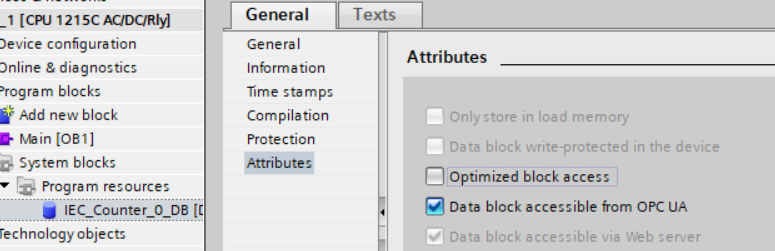 _1 [CPU 1215C AC/DC/Rly]
Device configuration
Online & diagnostics
Program blocks
Add new block
Main [OB1]
System blocks
Program resources
IEC_Counter_0_DB [D
Technology objects
General
Texts
General
Information
Time stamps
Compilation
Protection
Attributes
Attributes
Only store in load memory
Data block write-protected in the device
Optimized block access
Data block accessible from OPC UA
Data block accessible via Web server